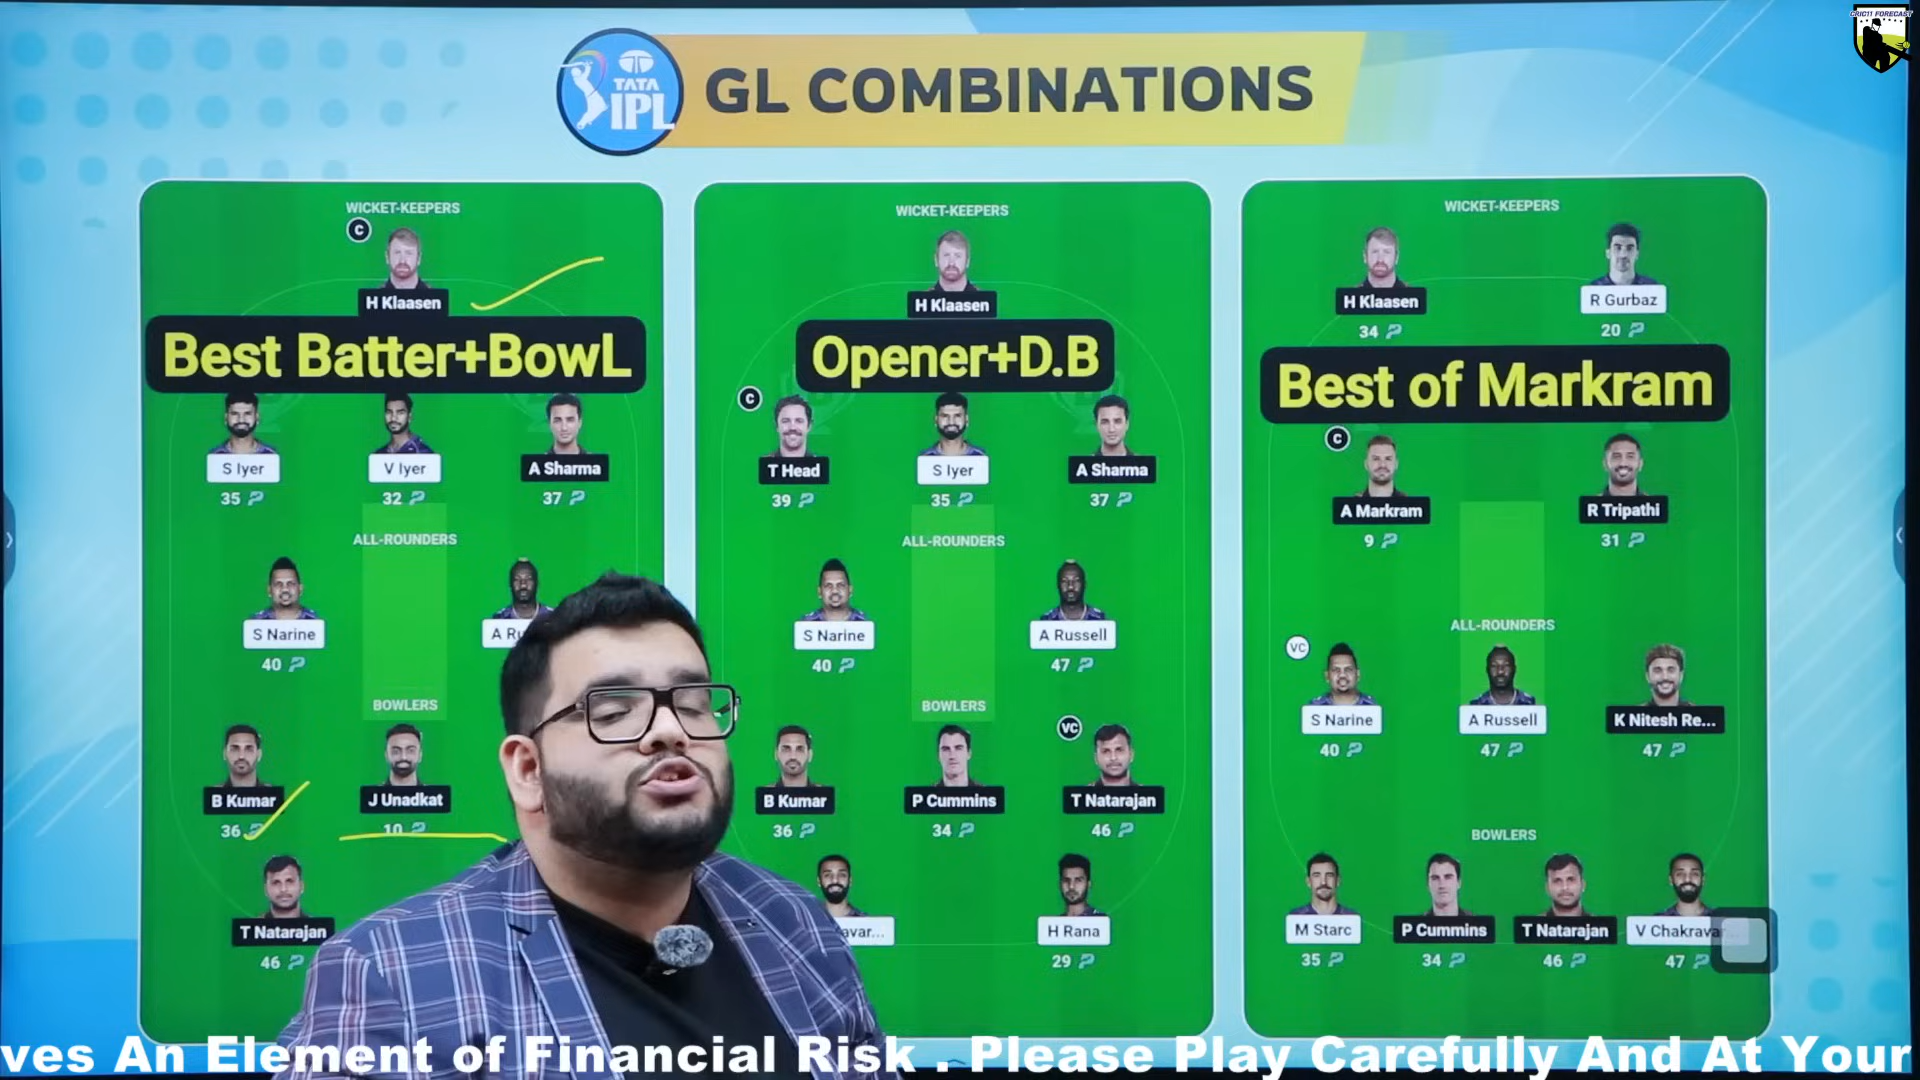 CRIC11 FORECAST
TATA
IPL
GL COMBINATIONS
WICKET-KEEPERS
C
H Klaasen
Best Batter+BowL
S Iyer
V Iyer
A Sharma
35
32
37
ALL-ROUNDERS
S Narine
A Ru
40
BOWLERS
B Kumar
J Unadkat
36
10
T Natarajan
46
WICKET-KEEPERS
H Klaasen
Opener+D.B
C
T Head
S Iyer
A Sharma
39
35
37
ALL-ROUNDERS
S Narine
A Russell
40
47
BOWLERS
VC
B Kumar
P Cummins
T Natarajan
36
34
46
avar...
H Rana
29
WICKET-KEEPERS
H Klaasen
R Gurbaz
34
20
Best of Markram
C
A Markram
R Tripathi
9
31
ALL-ROUNDERS
VC
S Narine
A Russell
K Nitesh Re...
40
47
47
BOWLERS
M Starc
P Cummins
T Natarajan
V Chakravar
35
34
46
47
ves An Element of Financial Risk . Please Play Carefully And At Your